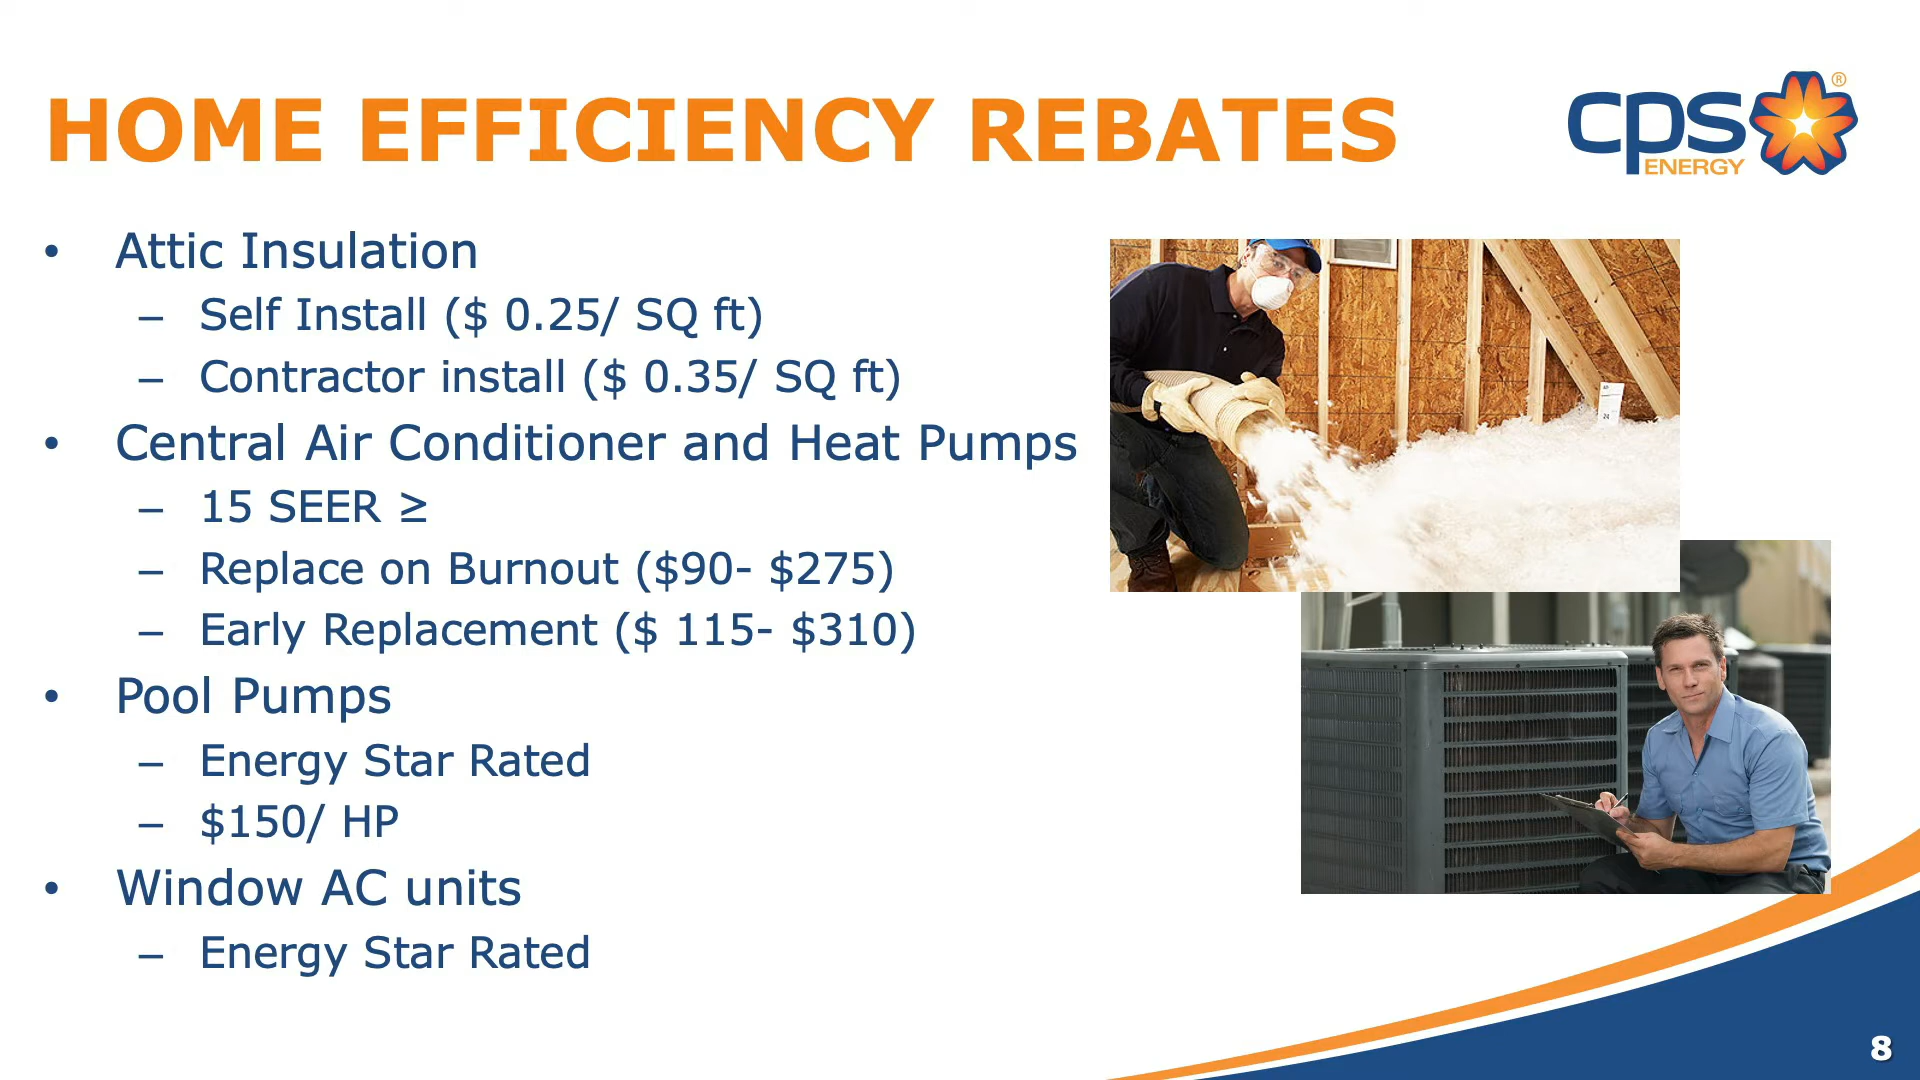 HOME EFFICIENCY REBATES
cps
ENERGY
®
• Attic Insulation
– Self Install ($ 0.25/ SQ ft)
– Contractor install ($ 0.35/ SQ ft)
• Central Air Conditioner and Heat Pumps
– 15 SEER ≥
– Replace on Burnout ($90- $275)
– Early Replacement ($ 115- $310)
• Pool Pumps
– Energy Star Rated
– $150/ HP
• Window AC units
– Energy Star Rated
8